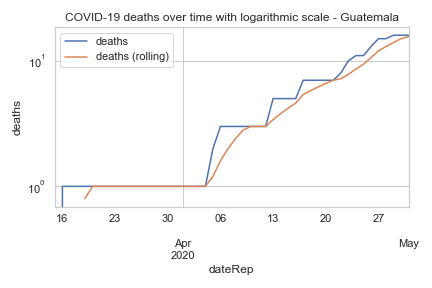 COVID-19 deaths over time with logarithmic scale - Guatemala
deaths
deaths (rolling)
10¹
10⁰
deaths
16 23 30 06 13 20 27
Apr May
2020
dateRep